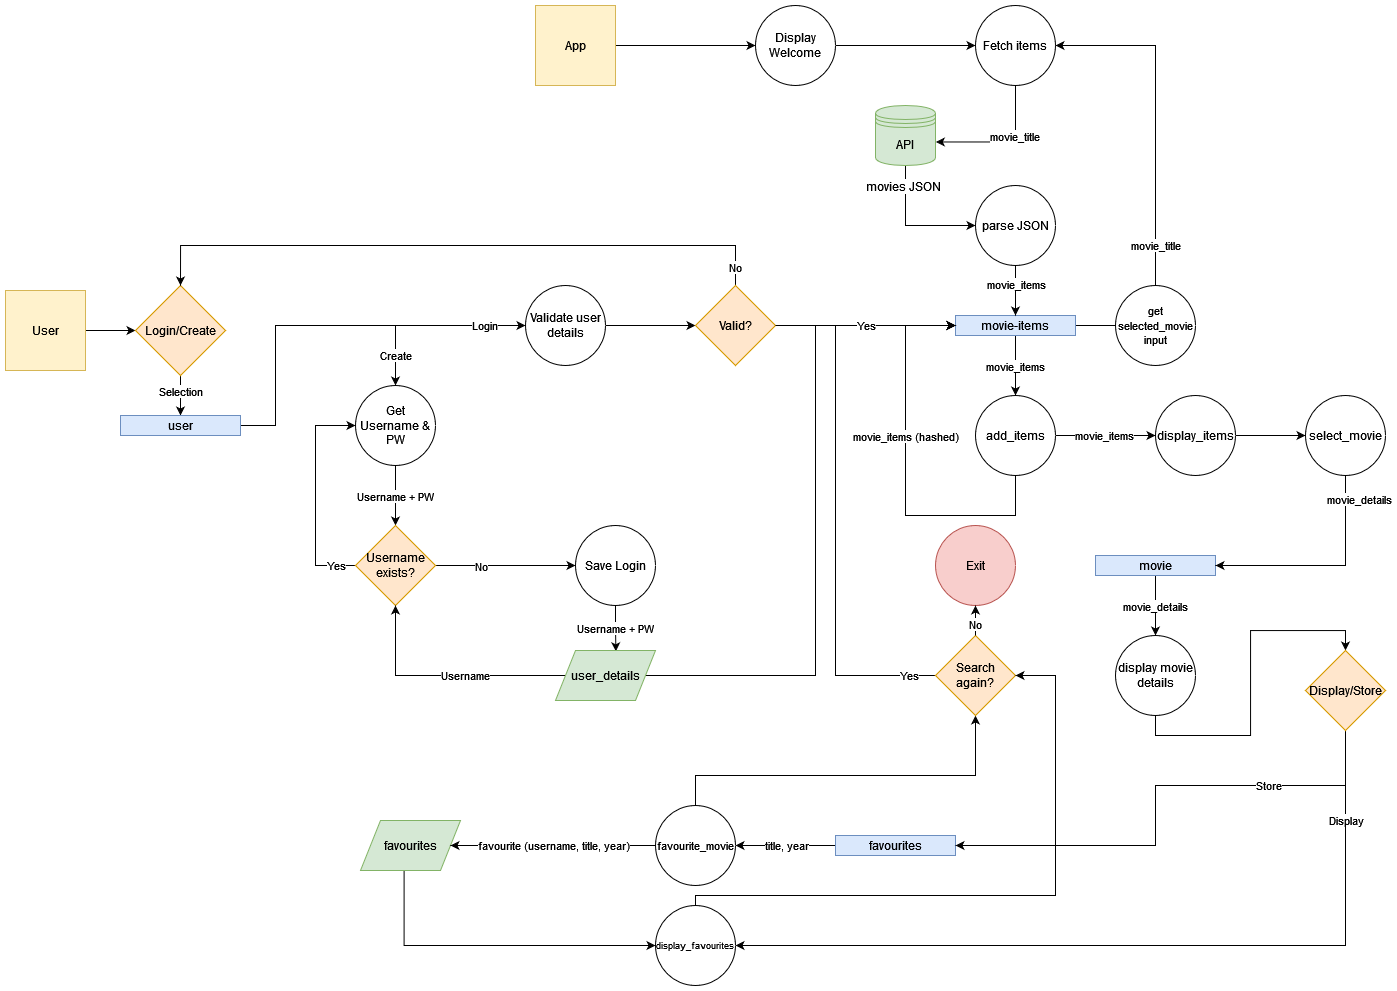 App
Display
Welcome
Fetch items
movie_title
API
movies JSON
parse JSON
movie_title
No
movie_items
User
Login/Create
Login
Validate user
details
Valid?
Yes
movie-items
get
selected_movie
input
Create
movie_items
Selection
user
Get
Username &
PW
movie_items (hashed)
add_items
movie_items
display_items
select_movie
Username + PW
movie_details
Username
exists?
Yes
No
Save Login
Exit
movie
movie_details
Username + PW
No
Username
user_details
Yes
Search
again?
display movie
details
Display/Store
Store
Display
favourites
favourite (username, title, year)
favourite_movie
title, year
favourites
display_favourites